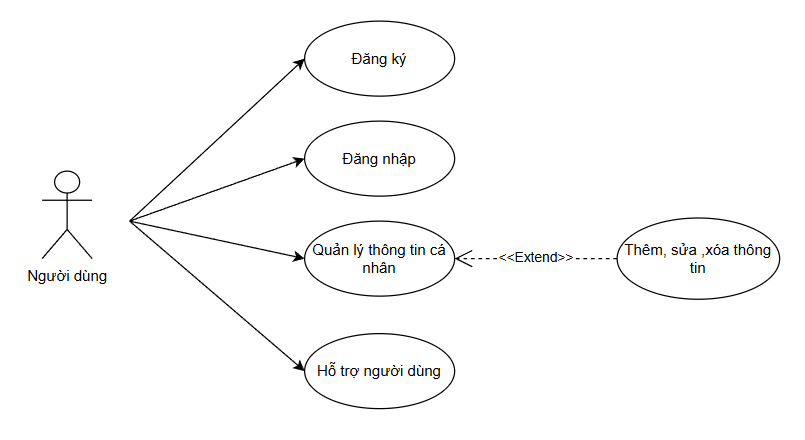 Đăng ký
Đăng nhập
Quản lý thông tin cá
nhân
<<Extend>>
Thêm, sửa ,xóa thông
tin
Người dùng
Hỗ trợ người dùng